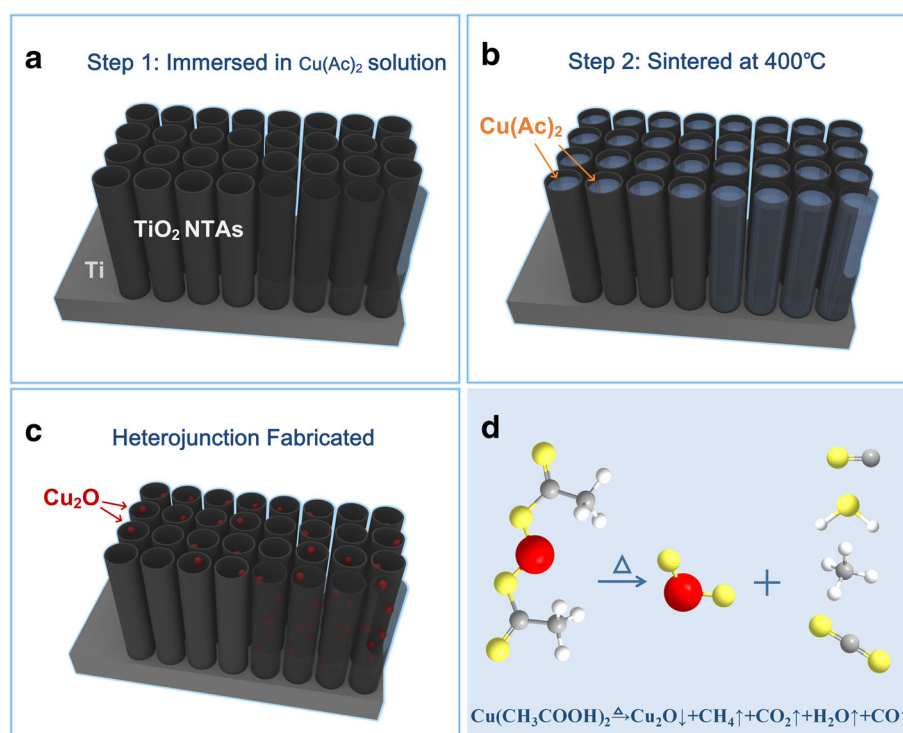 a
Step 1: Immersed in Cu(Ac)₂ solution
TiO₂ NTAs
Ti
b
Step 2: Sintered at 400℃
Cu(Ac)₂
c
Heterojunction Fabricated
Cu₂O
d
Δ
+
Cu(CH₃COOH)₂ ≜ Cu₂O↓+CH₄↑+CO₂↑+H₂O↑+CO↑